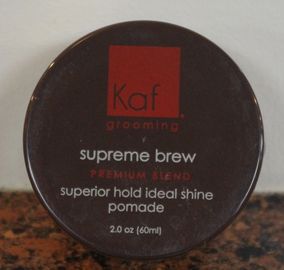 Kaf
grooming
supreme brew
PREMIUM BLEND
superior hold ideal shine
pomade
2.0 oz (60ml)